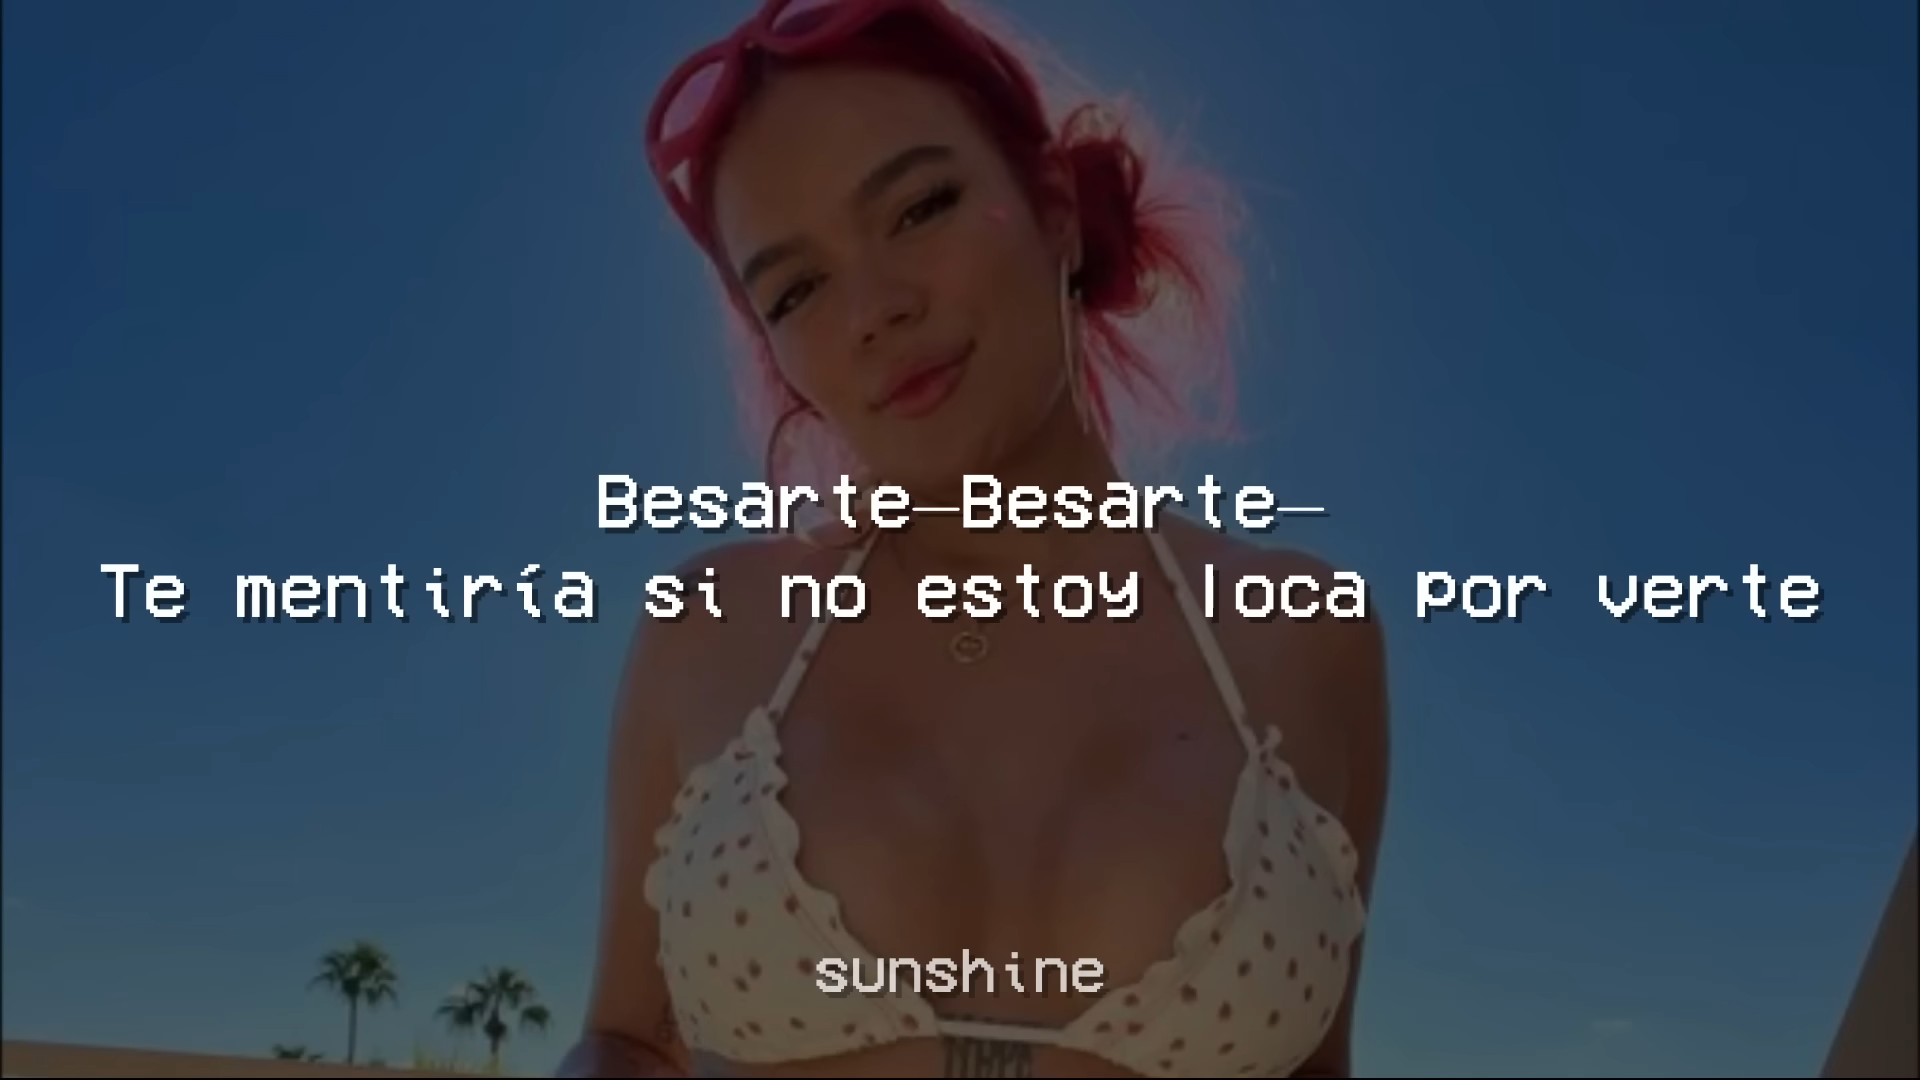 Besarte–Besarte–
Te mentiría si no estoy loca por verte
sunshine